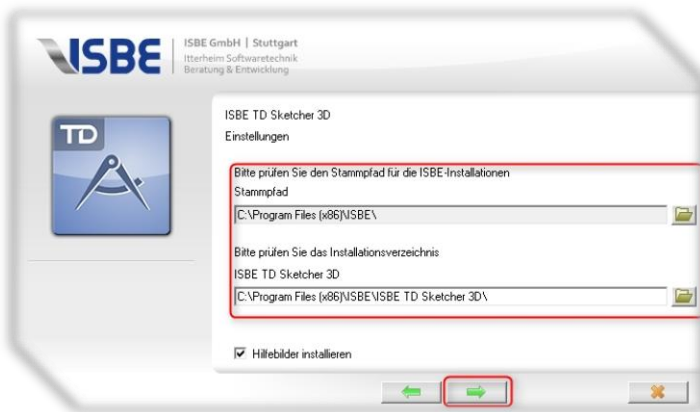 ISBE
ISBE GmbH | Stuttgart
Itterheim Softwaretechnik
Beratung & Entwicklung
TD
ISBE TD Sketcher 3D
Einstellungen
Bitte prüfen Sie den Stammpfad für die ISBE-Installationen
Stammpfad
C:\Program Files (x86)\ISBE\
Bitte prüfen Sie das Installationsverzeichnis
ISBE TD Sketcher 3D
C:\Program Files (x86)\ISBE\ISBE TD Sketcher 3D\
Hilfebilder installieren